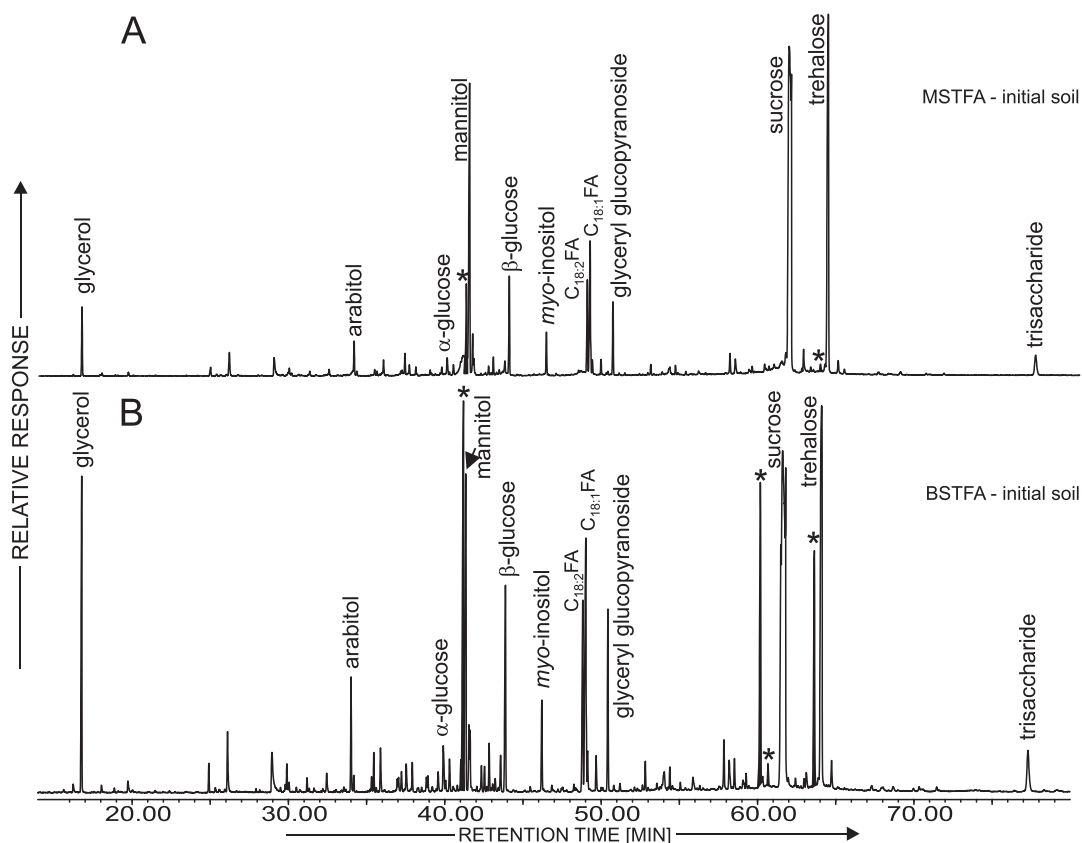 A
MSTFA - initial soil
glycerol
arabitol
α-glucose
*
mannitol
β-glucose
myo-inositol
C18:2FA
C18:1FA
glyceryl glucopyranoside
sucrose
*
trehalose
trisaccharide
RELATIVE RESPONSE
B
BSTFA - initial soil
glycerol
arabitol
α-glucose
*
mannitol
β-glucose
myo-inositol
C18:2FA
C18:1FA
glyceryl glucopyranoside
*
*
sucrose
*
trehalose
trisaccharide
20.00 30.00 40.00 50.00 60.00 70.00
RETENTION TIME [MIN]